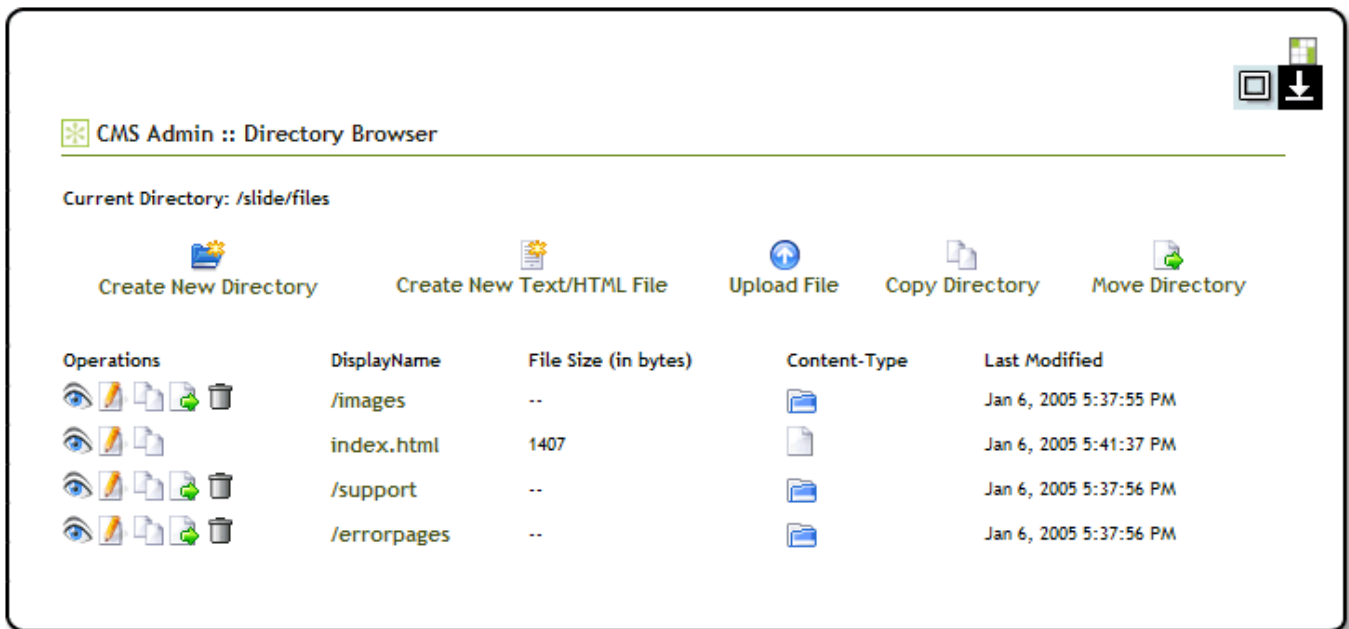 CMS Admin :: Directory Browser
Current Directory: /slide/files
Create New Directory Create New Text/HTML File Upload File Copy Directory Move Directory
Operations DisplayName File Size (in bytes) Content-Type Last Modified
/images -- Jan 6, 2005 5:37:55 PM
index.html 1407 Jan 6, 2005 5:41:37 PM
/support -- Jan 6, 2005 5:37:56 PM
/errorpages -- Jan 6, 2005 5:37:56 PM